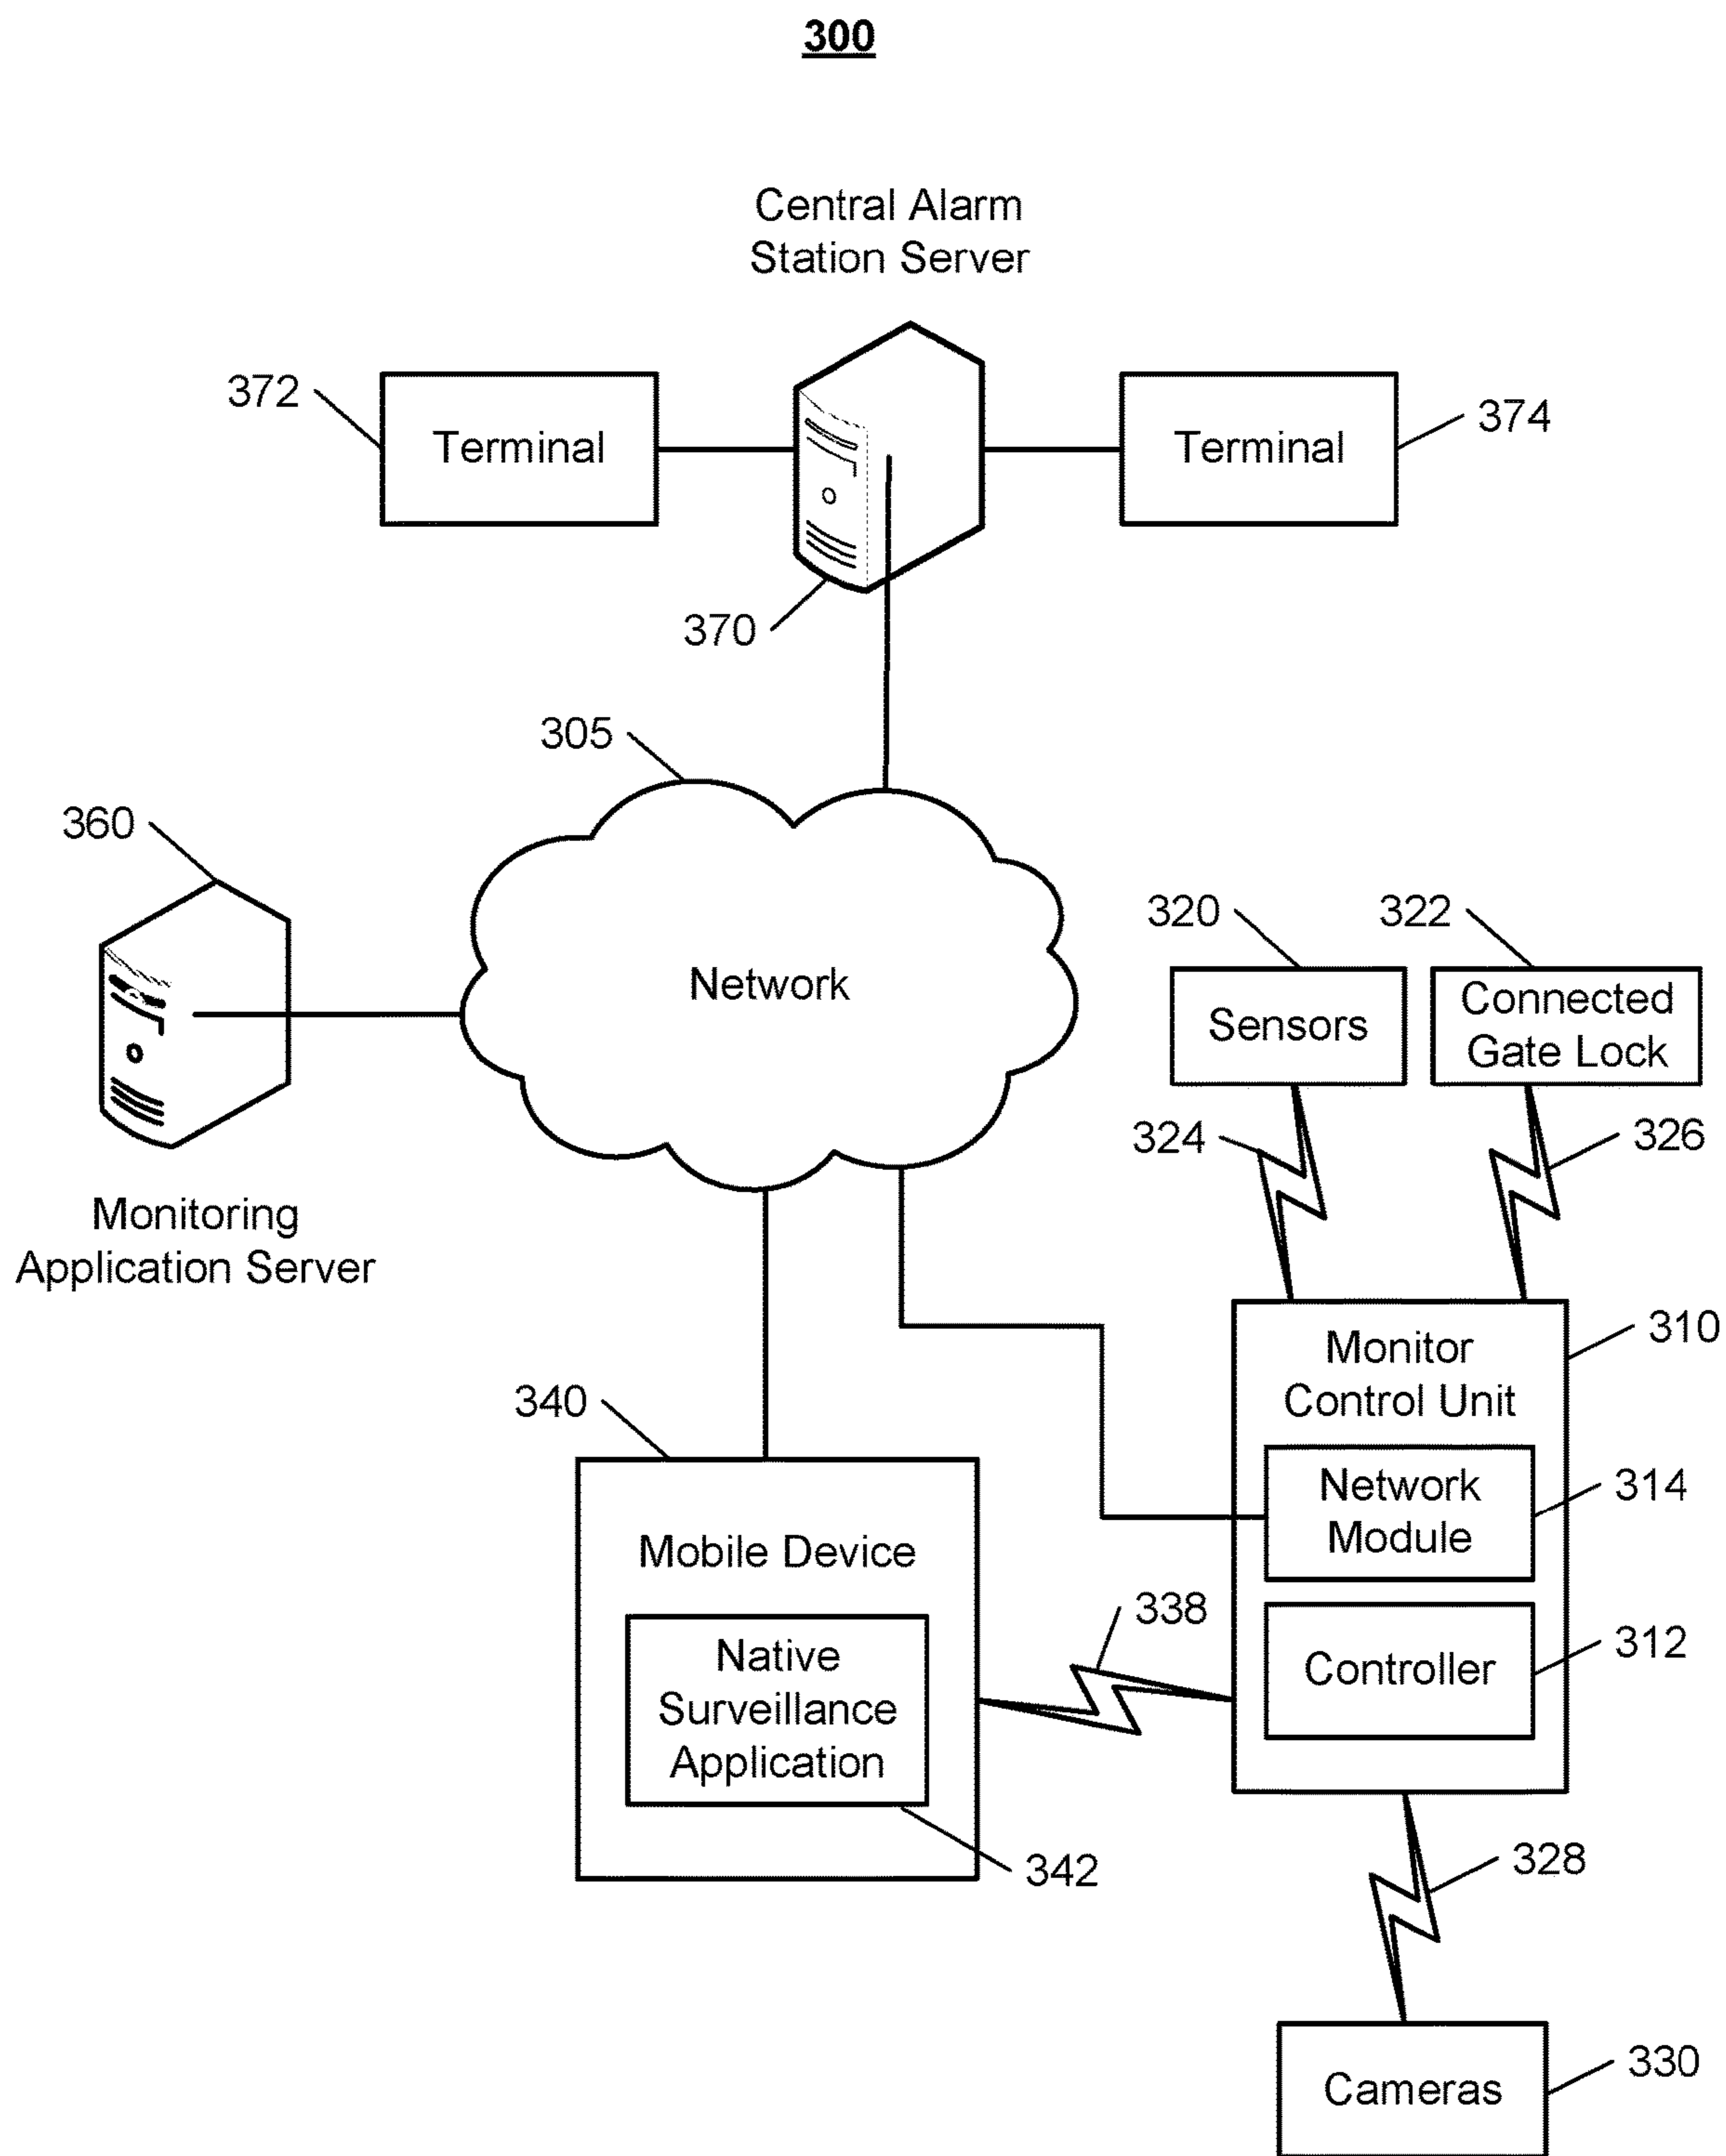 300
Central Alarm
Station Server
372
Terminal
Terminal
374
370
305
360
Network
320
322
Sensors
Connected
Gate Lock
324
326
Monitoring
Application Server
310
Monitor
Control Unit
340
Network
Module
314
Mobile Device
338
Controller
312
Native
Surveillance
Application
342
328
Cameras
330